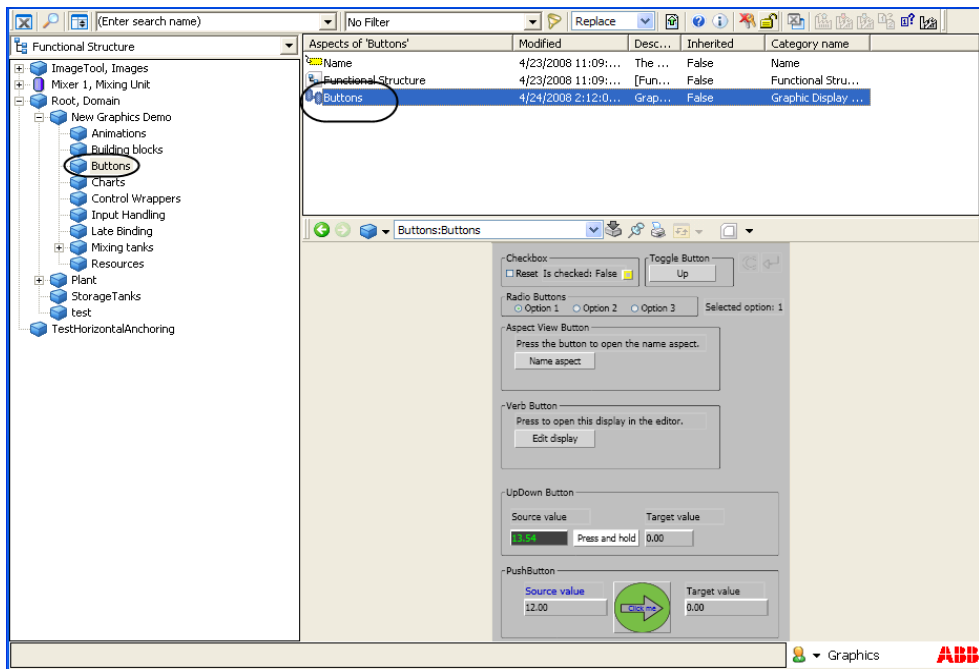 (Enter search name) No Filter Replace
Functional Structure
ImageTool, Images
Mixer 1, Mixing Unit
Root, Domain
New Graphics Demo
Animations
Building blocks
Buttons
Charts
Control Wrappers
Input Handling
Late Binding
Mixing tanks
Resources
Plant
StorageTanks
test
TestHorizontalAnchoring
Aspects of 'Buttons' Modified Desc... Inherited Category name
Name 4/23/2008 11:09:... The ... False Name
Functional Structure 4/23/2008 11:09:... [Fun... False Functional Stru...
Buttons 4/24/2008 2:12:0... Grap... False Graphic Display ...
Buttons:Buttons
Checkbox Toggle Button
Reset Is checked: False Up
Radio Buttons
Option 1 Option 2 Option 3 Selected option: 1
Aspect View Button
Press the button to open the name aspect.
Name aspect
Verb Button
Press to open this display in the editor.
Edit display
UpDown Button
Source value Target value
13.54 Press and hold 0.00
PushButton
Source value Target value
12.00 Click me 0.00
Graphics ABB